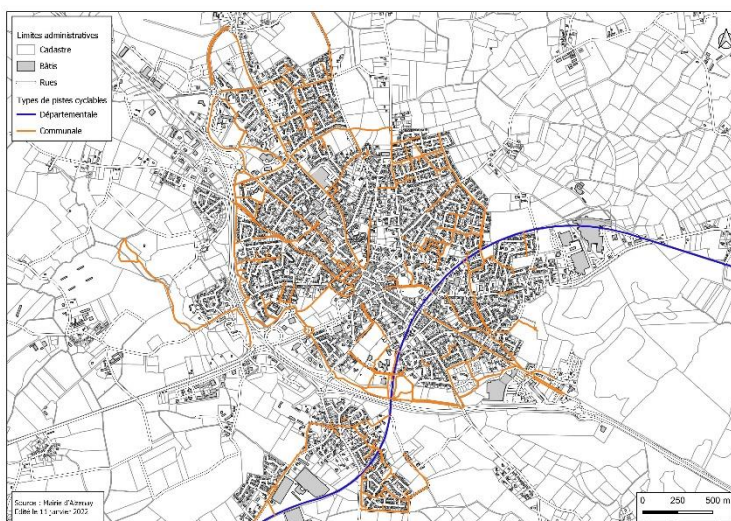 Limites administratives
Cadastre
Bâtis
Rues
Types de pistes cyclables
Départementale
Communale
Source : Mairie d'Aizenay
Edité le 11 janvier 2022
0 250 500 m